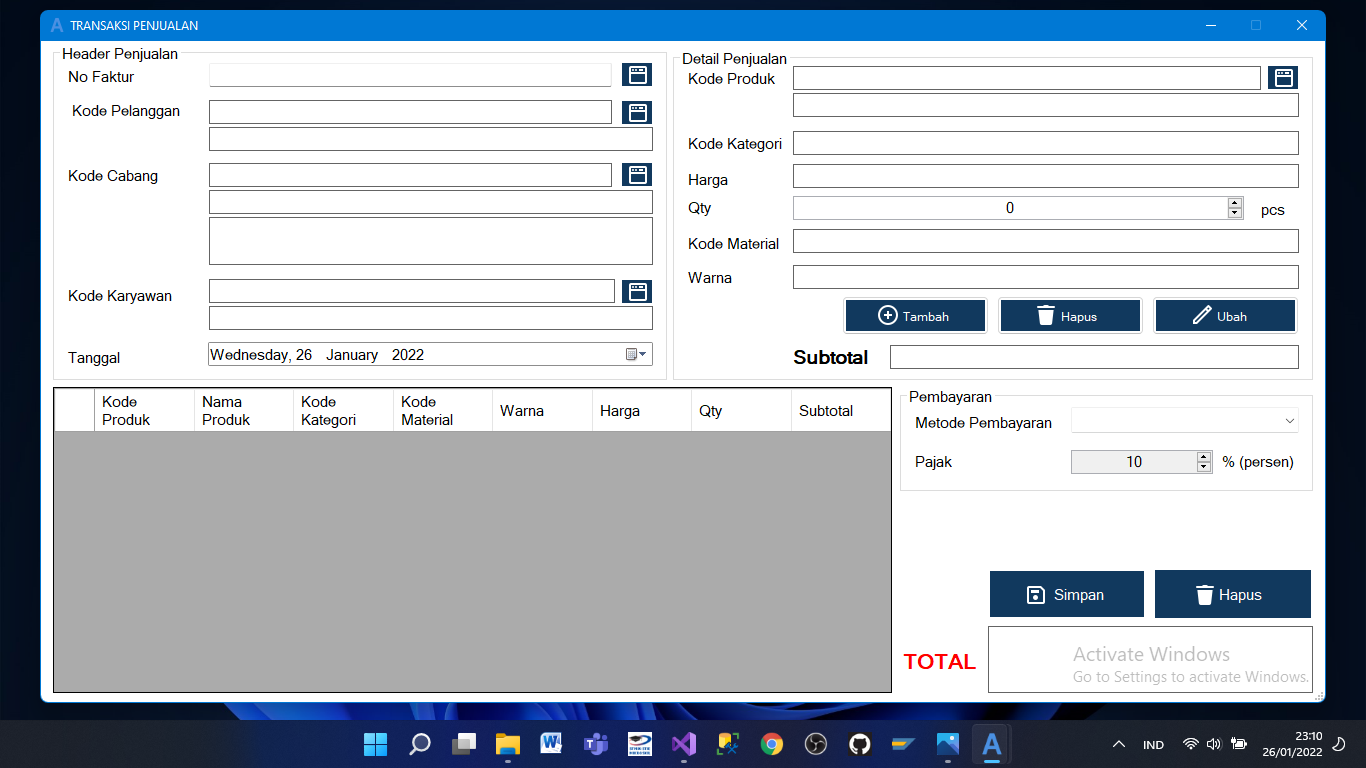 TRANSAKSI PENJUALAN
Header Penjualan
No Faktur
Kode Pelanggan
Kode Cabang
Kode Karyawan
Tanggal
Wednesday, 26 January 2022
Detail Penjualan
Kode Produk
Kode Kategori
Harga
Qty
0
pcs
Kode Material
Warna
Tambah
Hapus
Ubah
Subtotal
Kode
Produk
Nama
Produk
Kode
Kategori
Kode
Material
Warna
Harga
Qty
Subtotal
Pembayaran
Metode Pembayaran
Pajak
10
% (persen)
Simpan
Hapus
TOTAL
Activate Windows
Go to Settings to activate Windows.
IND
23:10
26/01/2022